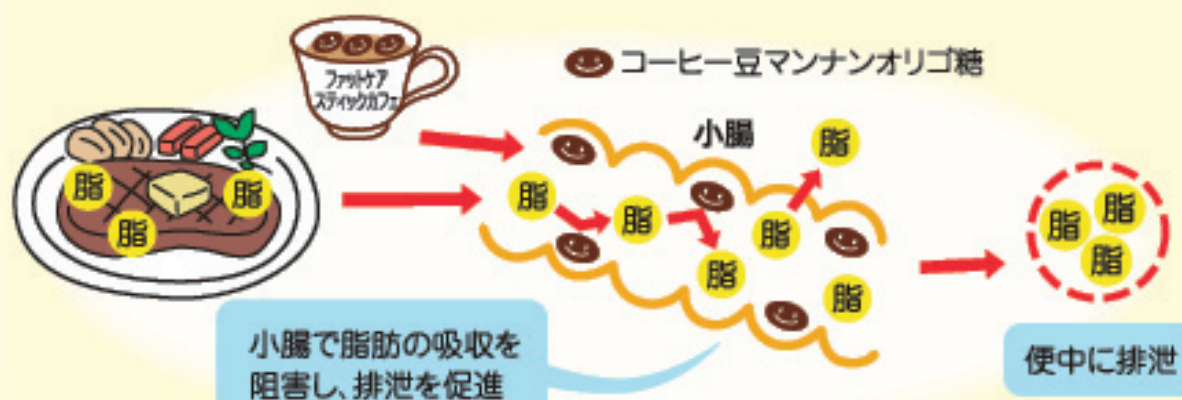 ファットケア
スティックカフェ
コーヒー豆マンナンオリゴ糖
小腸
脂
脂
脂
脂
脂
脂
脂
脂
脂
脂
脂
脂
小腸で脂肪の吸収を
阻害し、排泄を促進
便中に排泄